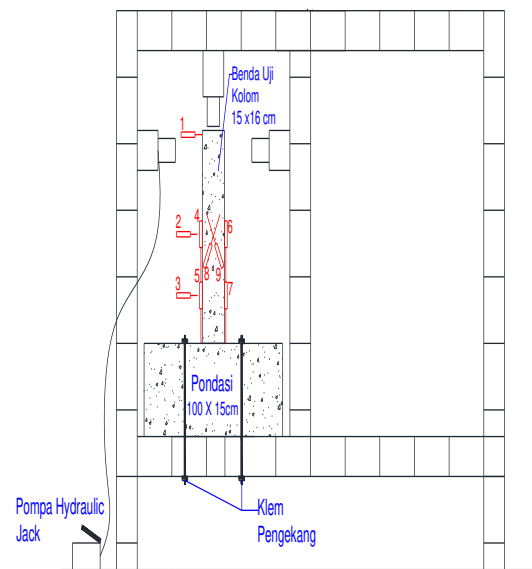 Benda Uji
Kolom
15 x16 cm
1
2
4
6
5
8
9
3
7
Pondasi
100 X 15cm
Pompa Hydraulic
Jack
Klem
Pengekang